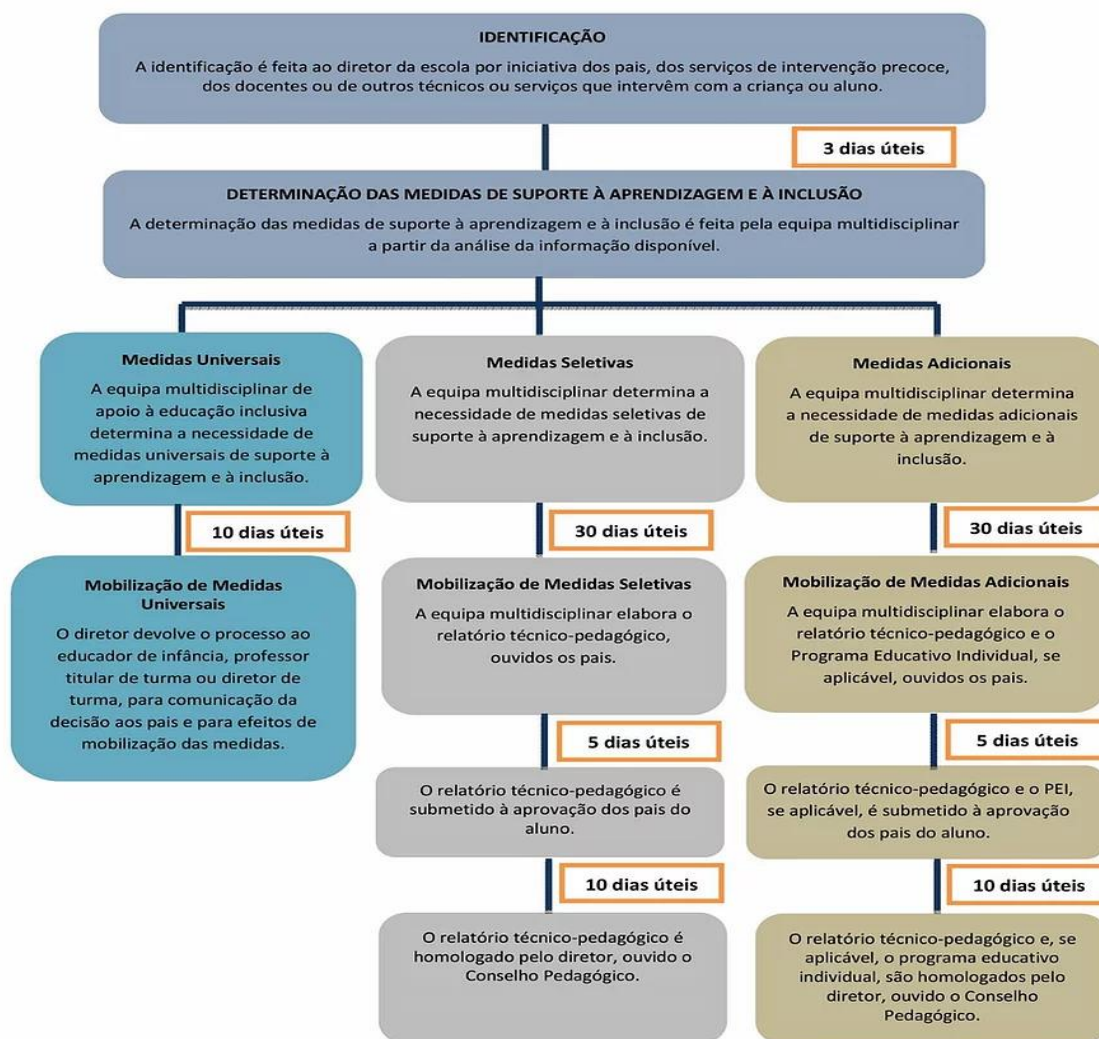 IDENTIFICAÇÃO
A identificação é feita ao diretor da escola por iniciativa dos pais, dos serviços de intervenção precoce,
dos docentes ou de outros técnicos ou serviços que intervêm com a criança ou aluno.
3 dias úteis
DETERMINAÇÃO DAS MEDIDAS DE SUPORTE À APRENDIZAGEM E À INCLUSÃO
A determinação das medidas de suporte à aprendizagem e à inclusão é feita pela equipa multidisciplinar
a partir da análise da informação disponível.
Medidas Universais
A equipa multidisciplinar de
apoio à educação inclusiva
determina a necessidade de
medidas universais de suporte à
aprendizagem e à inclusão.
10 dias úteis
Mobilização de Medidas
Universais
O diretor devolve o processo ao
educador de infância, professor
titular de turma ou diretor de
turma, para comunicação da
decisão aos pais e para efeitos de
mobilização das medidas.
Medidas Seletivas
A equipa multidisciplinar determina a
necessidade de medidas seletivas de
suporte à aprendizagem e à inclusão.
30 dias úteis
Mobilização de Medidas Seletivas
A equipa multidisciplinar elabora o
relatório técnico-pedagógico,
ouvidos os pais.
5 dias úteis
O relatório técnico-pedagógico é
submetido à aprovação dos pais do
aluno.
10 dias úteis
O relatório técnico-pedagógico é
homologado pelo diretor, ouvido o
Conselho Pedagógico.
Medidas Adicionais
A equipa multidisciplinar determina
a necessidade de medidas adicionais
de suporte à aprendizagem e à
inclusão.
30 dias úteis
Mobilização de Medidas Adicionais
A equipa multidisciplinar elabora o
relatório técnico-pedagógico e o
Programa Educativo Individual, se
aplicável, ouvidos os pais.
5 dias úteis
O relatório técnico-pedagógico e o PEI,
se aplicável, é submetido à aprovação
dos pais do aluno.
10 dias úteis
O relatório técnico-pedagógico e, se
aplicável, o programa educativo
individual, são homologados pelo
diretor, ouvido o Conselho
Pedagógico.